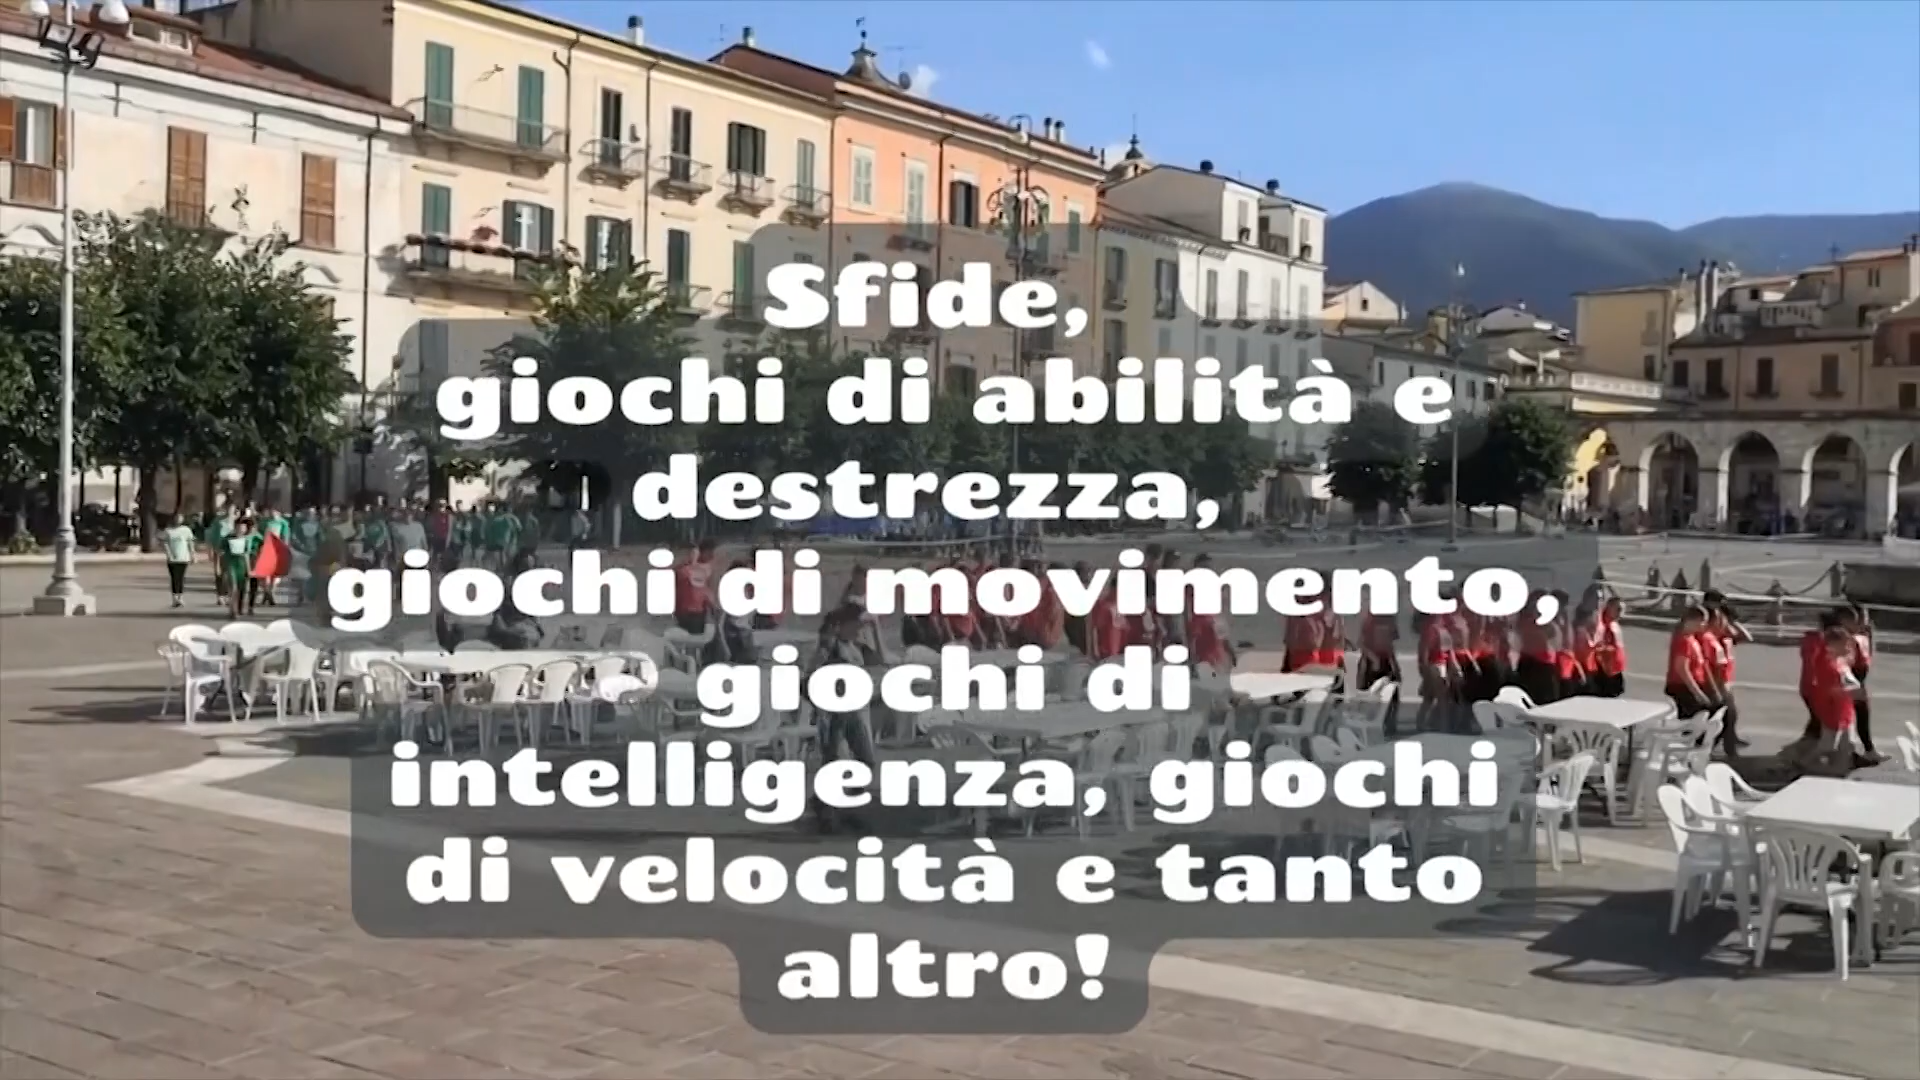 Sfide,
giochi di abilità e
destrezza,
giochi di movimento,
giochi di
intelligenza, giochi
di velocità e tanto
altro!